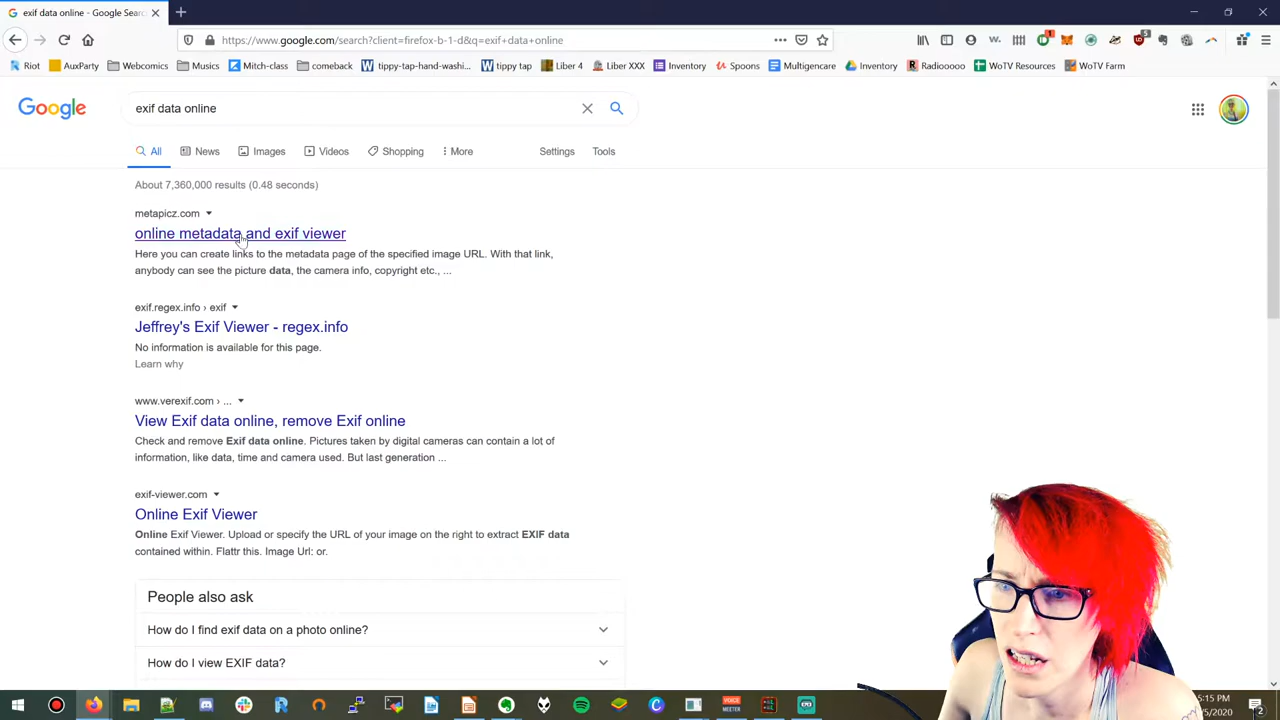 exif data online - Google Searc
https://www.google.com/search?client=firefox-b-1-d&q=exif+data+online
Riot AuxParty Webcomics Musics Mitch-class comeback tippy-tap-hand-washi... tippy tap Liber 4 Liber XXX Inventory Spoons Multigencare Inventory Radiooooo WoTV Resources WoTV Farm
Google
exif data online
All News Images Videos Shopping More Settings Tools
About 7,360,000 results (0.48 seconds)
metapicz.com
online metadata and exif viewer
Here you can create links to the metadata page of the specified image URL. With that link,
anybody can see the picture data, the camera info, copyright etc., ...
exif.regex.info › exif
Jeffrey's Exif Viewer - regex.info
No information is available for this page.
Learn why
www.verexif.com › ...
View Exif data online, remove Exif online
Check and remove Exif data online. Pictures taken by digital cameras can contain a lot of
information, like data, time and camera used. But last generation ...
exif-viewer.com
Online Exif Viewer
Online Exif Viewer. Upload or specify the URL of your image on the right to extract EXIF data
contained within. Flattr this. Image Url: or.
People also ask
How do I find exif data on a photo online?
How do I view EXIF data?
5:15 PM
/5/2020